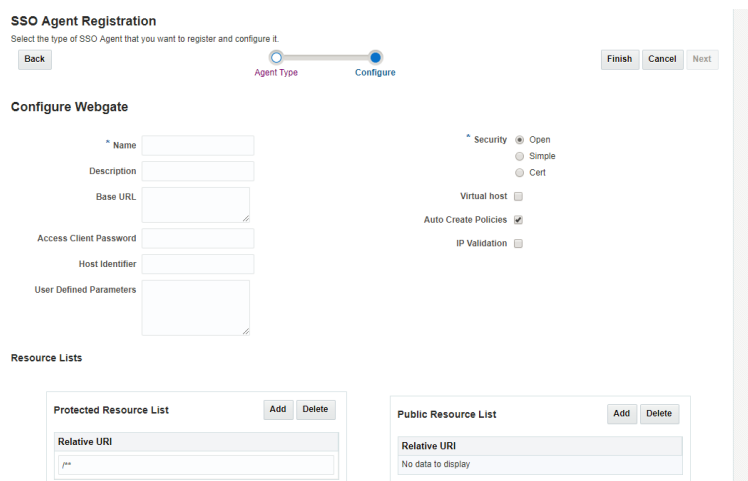 SSO Agent Registration
Select the type of SSO Agent that you want to register and configure it.
Back
Agent Type
Configure
Finish Cancel Next
Configure Webgate
* Name
Description
Base URL
Access Client Password
Host Identifier
User Defined Parameters
* Security
Open
Simple
Cert
Virtual host
Auto Create Policies
IP Validation
Resource Lists
Protected Resource List
Add Delete
Relative URI
/**
Public Resource List
Add Delete
Relative URI
No data to display